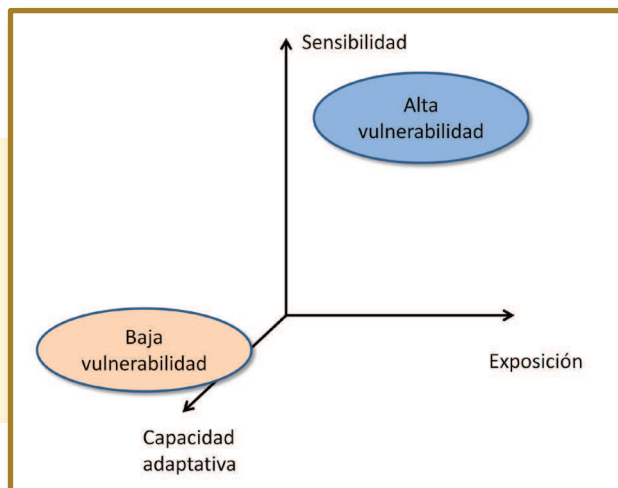 Sensibilidad
Alta
vulnerabilidad
Baja
vulnerabilidad
Exposición
Capacidad
adaptativa